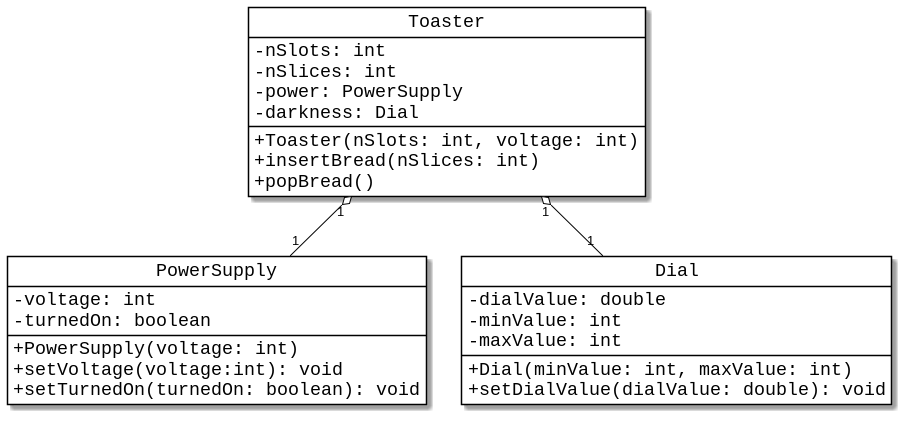 Toaster
-nSlots: int
-nSlices: int
-power: PowerSupply
-darkness: Dial
+Toaster(nSlots: int, voltage: int)
+insertBread(nSlices: int)
+popBread()
1
1
1
1
PowerSupply
-voltage: int
-turnedOn: boolean
+PowerSupply(voltage: int)
+setVoltage(voltage:int): void
+setTurnedOn(turnedOn: boolean): void
Dial
-dialValue: double
-minValue: int
-maxValue: int
+Dial(minValue: int, maxValue: int)
+setDialValue(dialValue: double): void